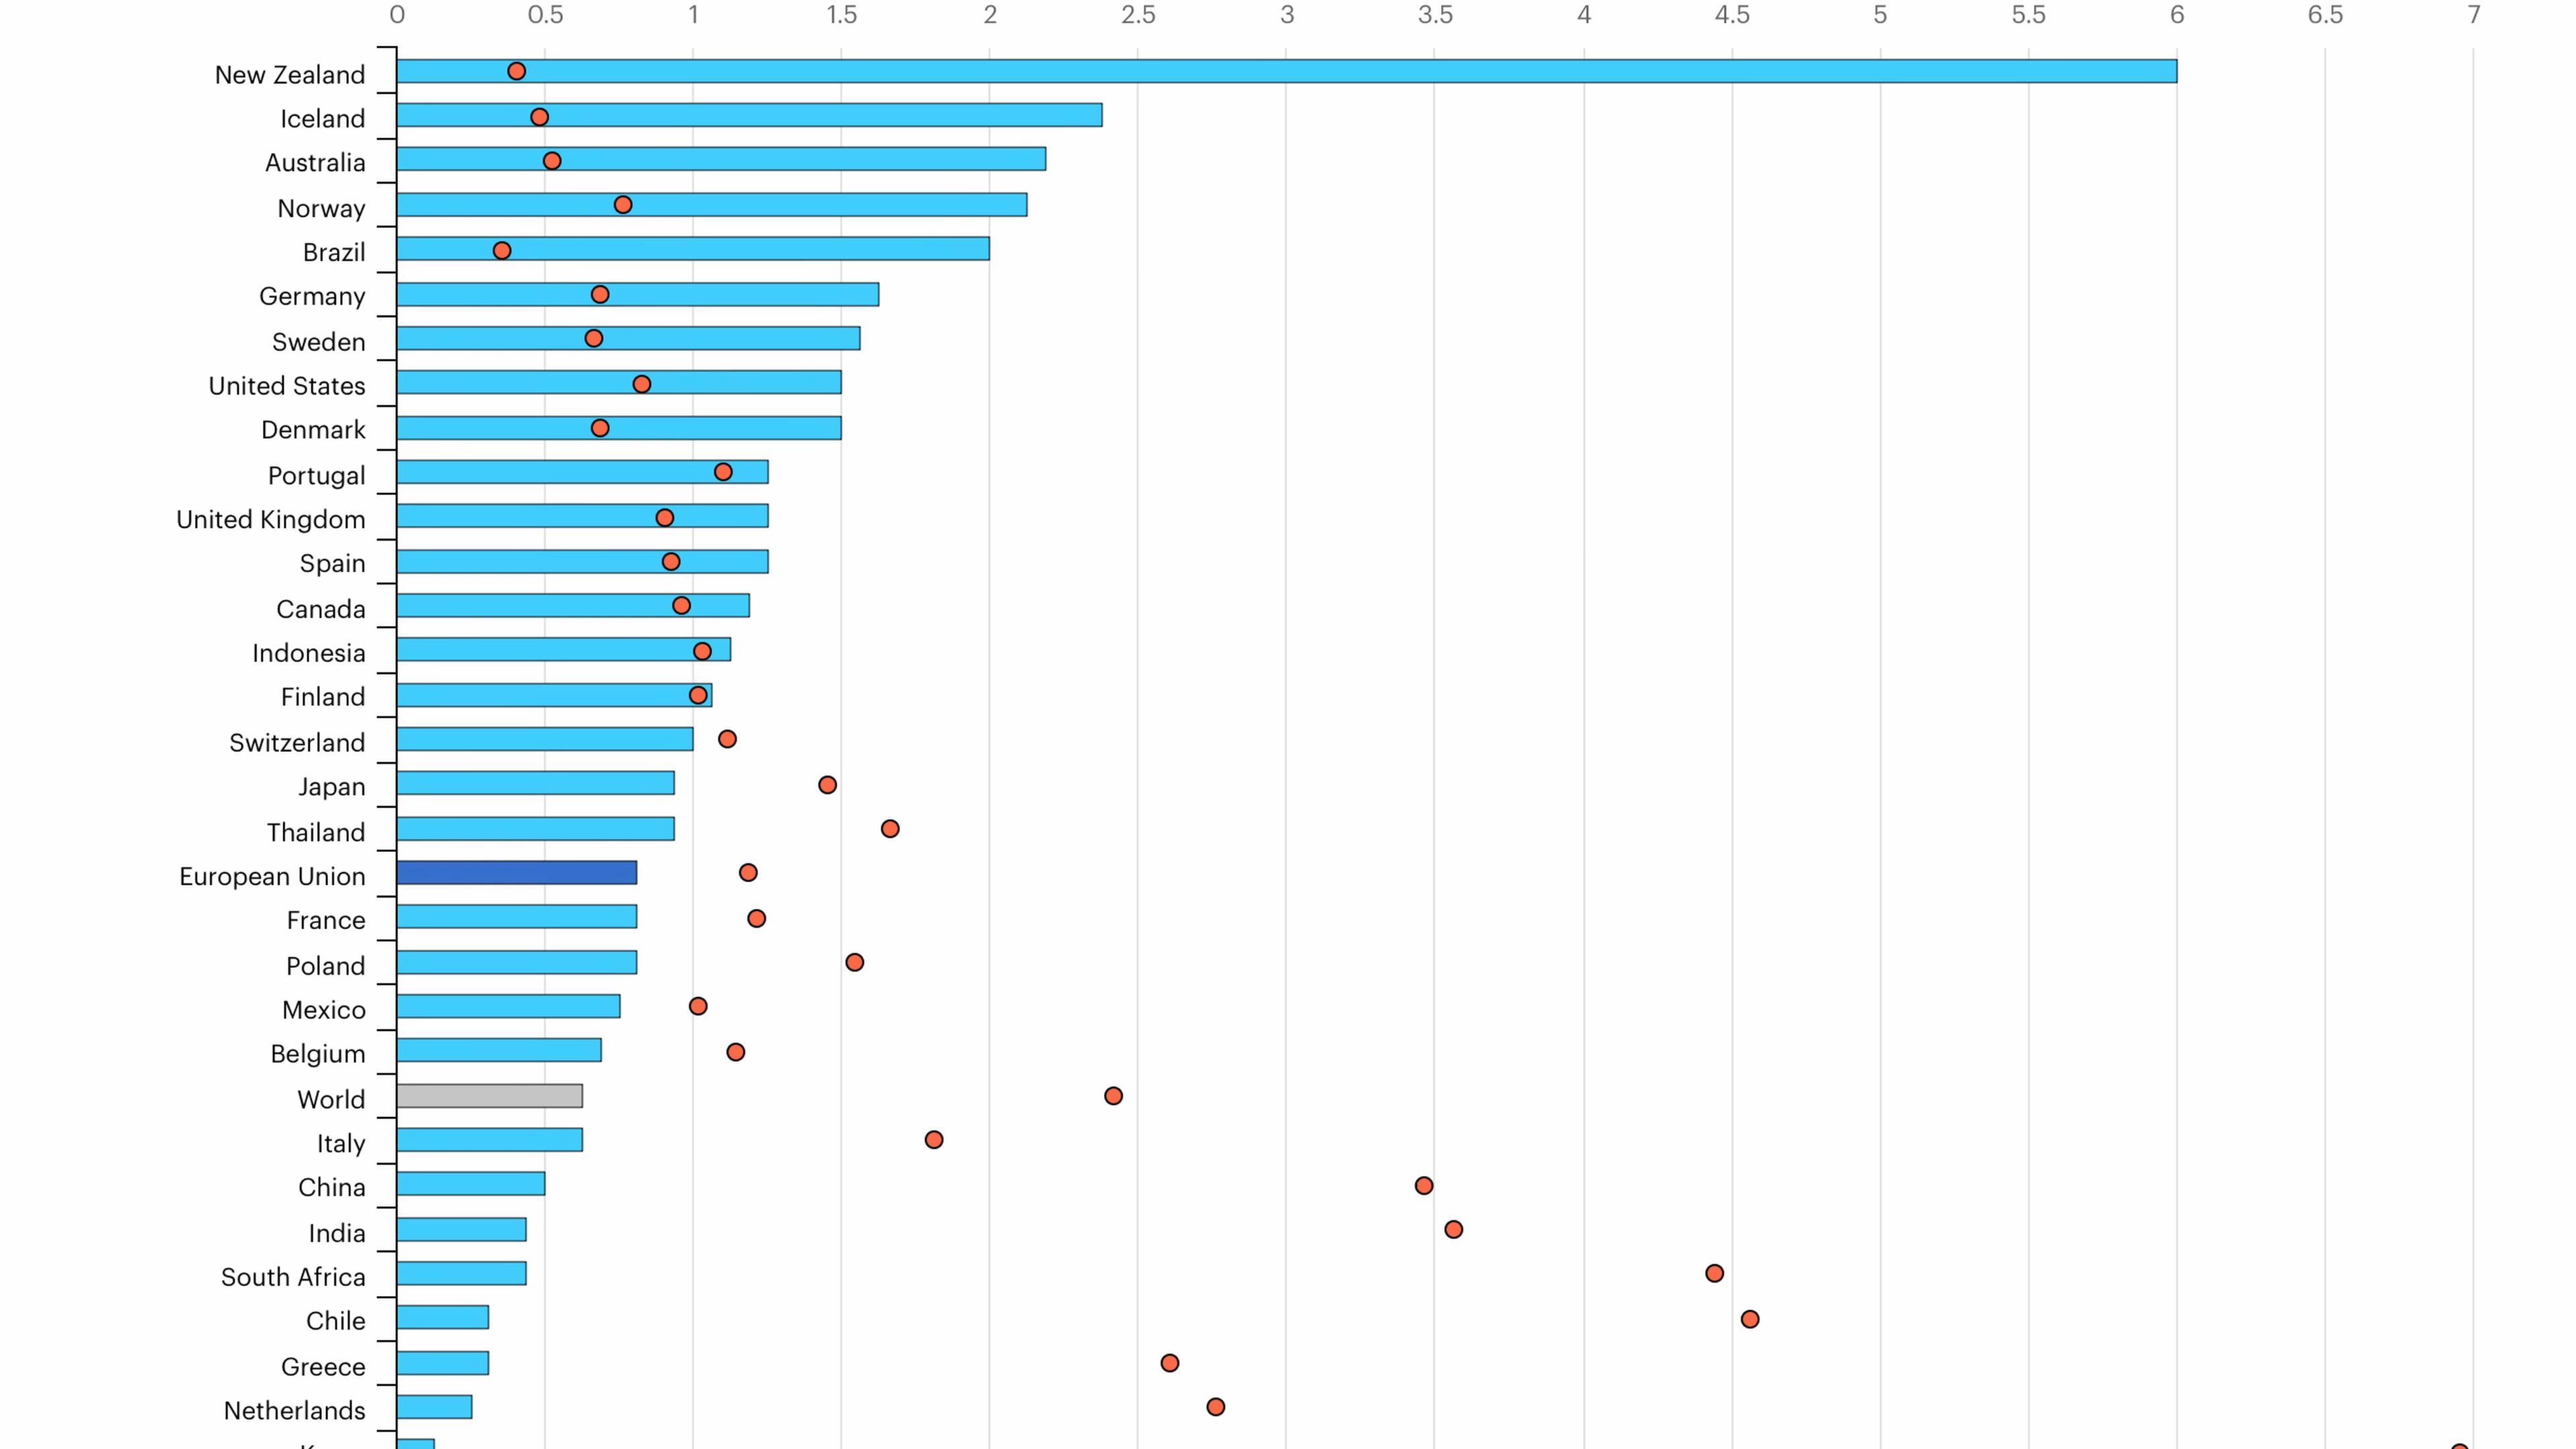 0 0.5 1 1.5 2 2.5 3 3.5 4 4.5 5 5.5 6 6.5 7
New Zealand
Iceland
Australia
Norway
Brazil
Germany
Sweden
United States
Denmark
Portugal
United Kingdom
Spain
Canada
Indonesia
Finland
Switzerland
Japan
Thailand
European Union
France
Poland
Mexico
Belgium
World
Italy
China
India
South Africa
Chile
Greece
Netherlands